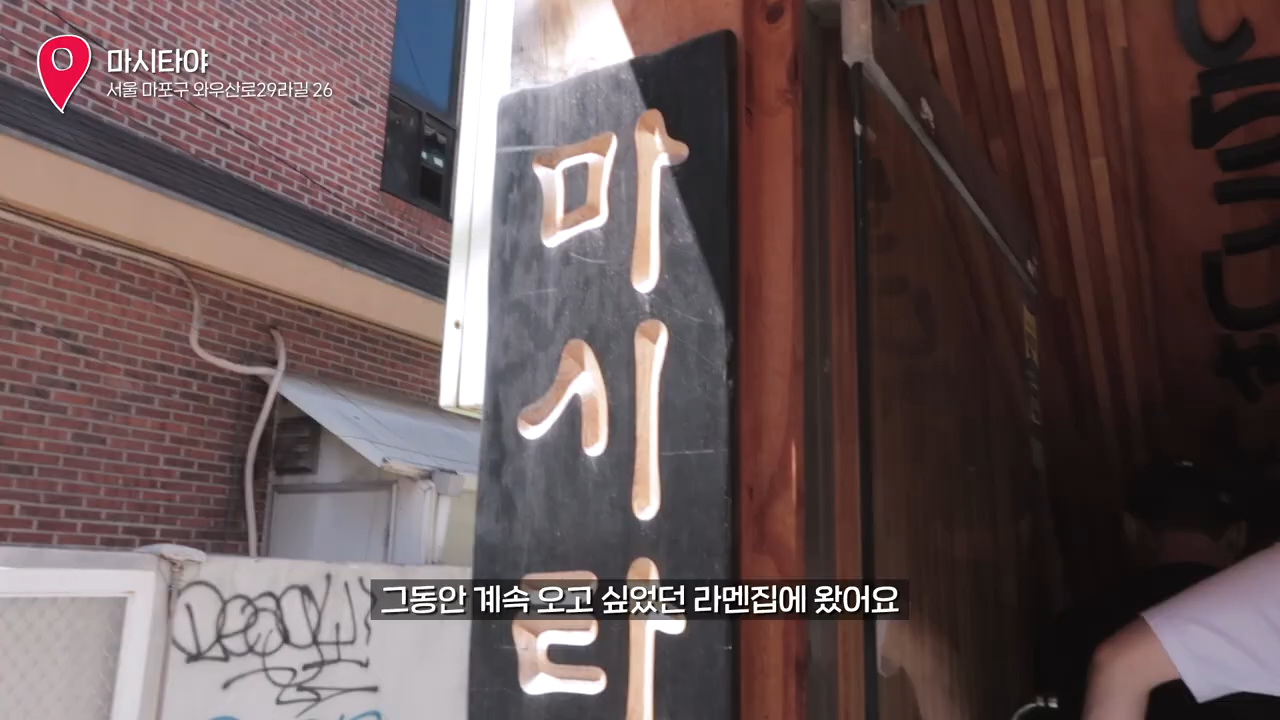 마시타야
서울 마포구 와우산로29라길 26
마시타
그동안 계속 오고 싶었던 라멘집에 왔어요